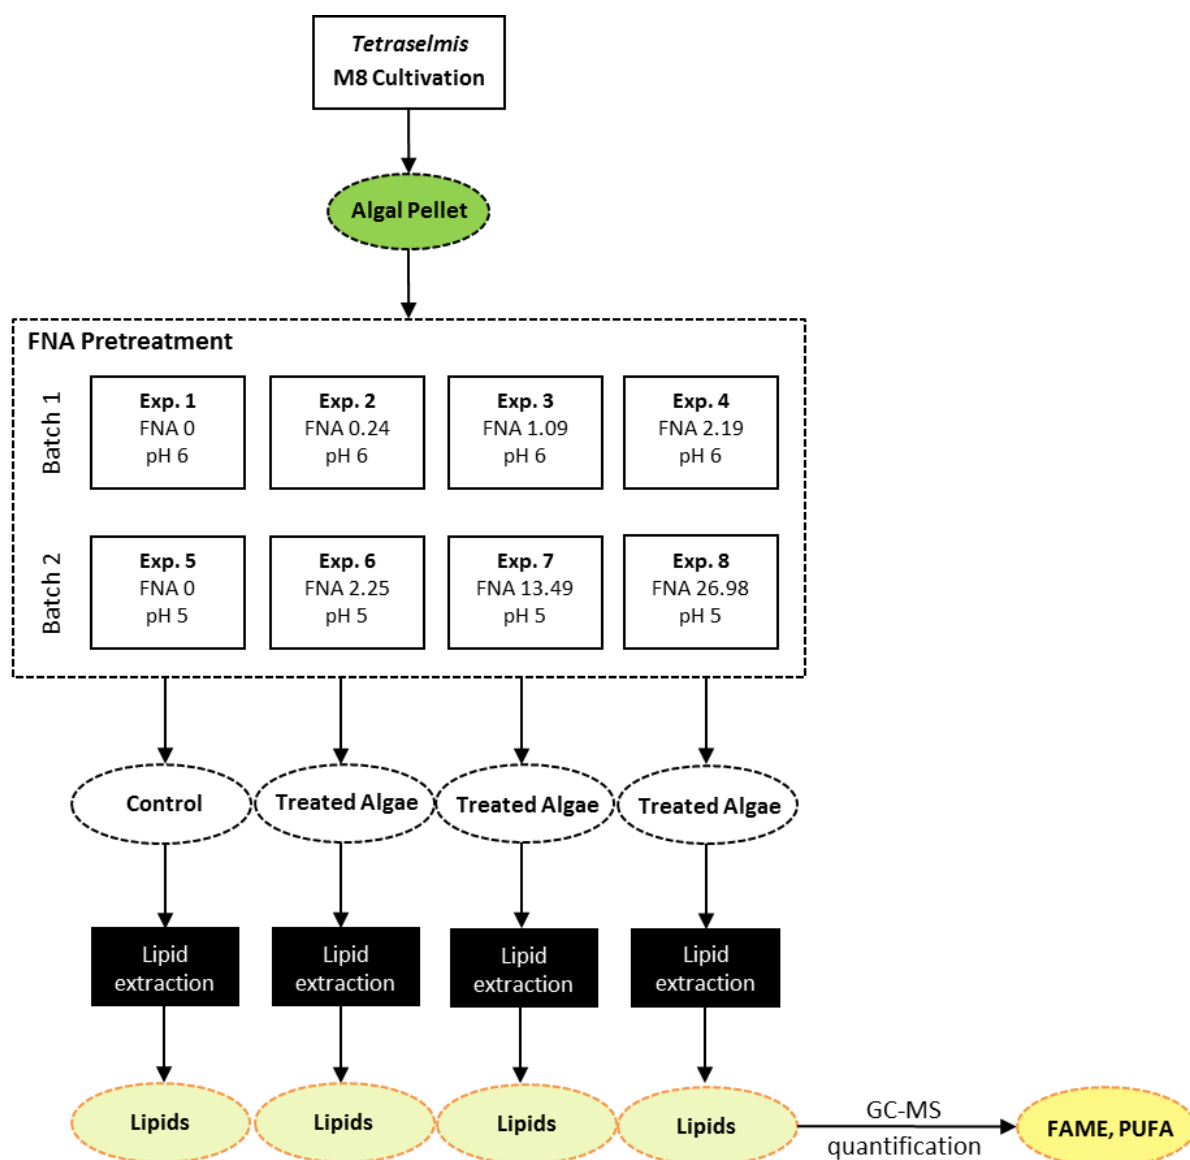 Tetraselmis
M8 Cultivation
Algal Pellet
FNA Pretreatment
Batch 1
Exp. 1
FNA 0
pH 6
Exp. 2
FNA 0.24
pH 6
Exp. 3
FNA 1.09
pH 6
Exp. 4
FNA 2.19
pH 6
Batch 2
Exp. 5
FNA 0
pH 5
Exp. 6
FNA 2.25
pH 5
Exp. 7
FNA 13.49
pH 5
Exp. 8
FNA 26.98
pH 5
Control
Treated Algae
Treated Algae
Treated Algae
Lipid
extraction
Lipid
extraction
Lipid
extraction
Lipid
extraction
Lipids
Lipids
Lipids
Lipids
GC-MS
quantification
FAME, PUFA